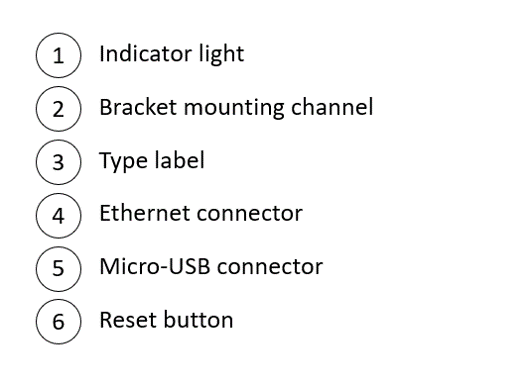 1 Indicator light
2 Bracket mounting channel
3 Type label
4 Ethernet connector
5 Micro-USB connector
6 Reset button